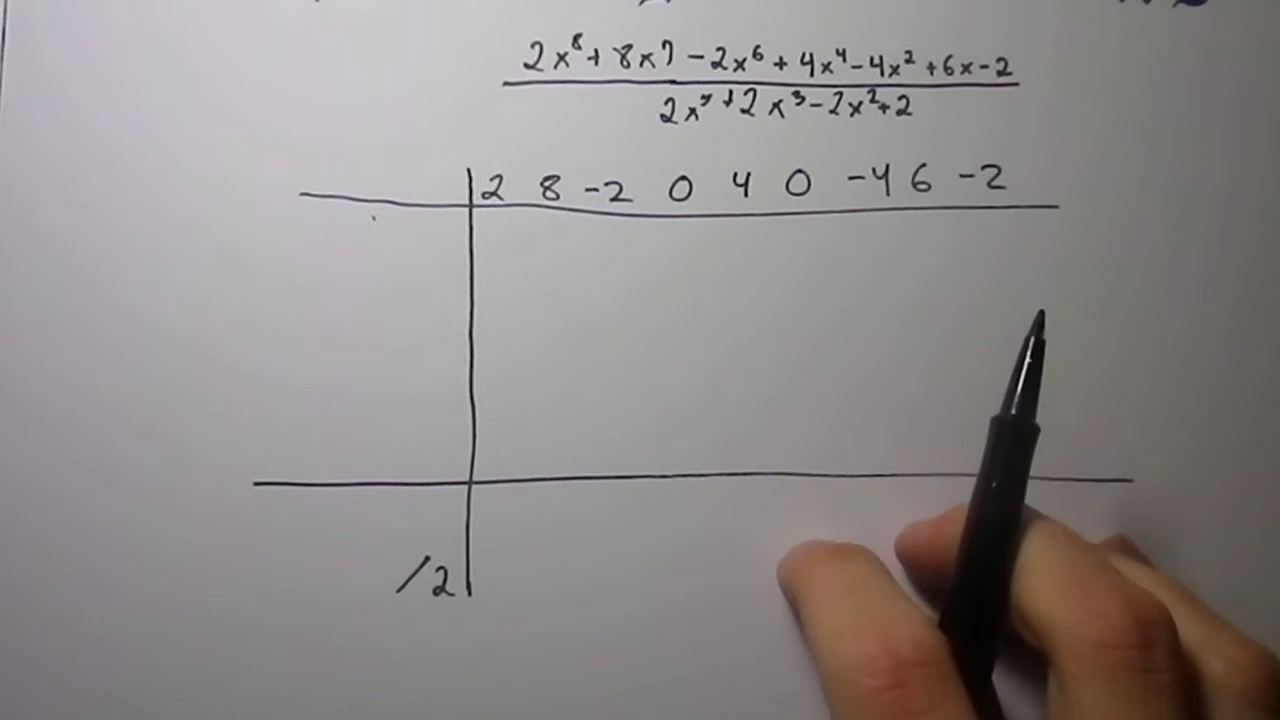 2x⁸ + 8x⁷ - 2x⁶ + 4x⁴ - 4x² + 6x - 2
+ 2x³ - 2x² + 2
2 8 -2 0 4 0 -4 6 -2
/2